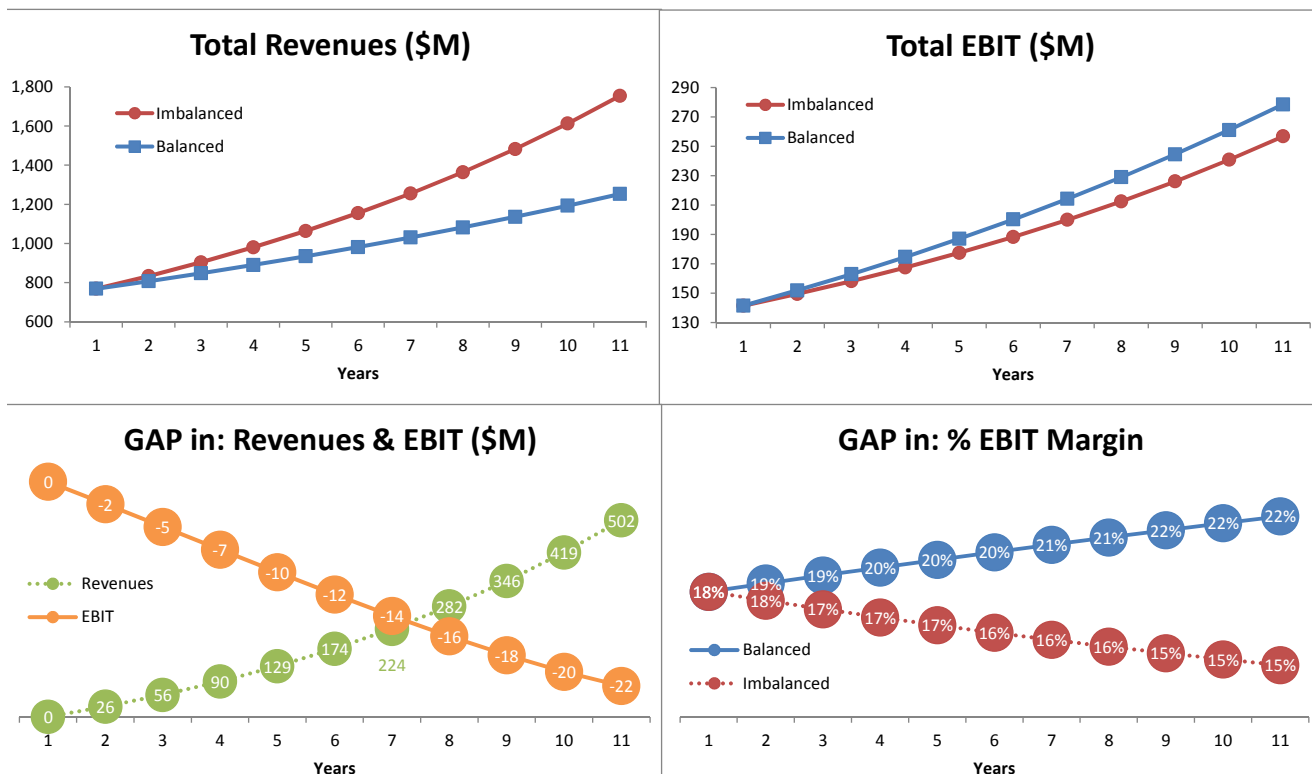 Total Revenues ($M)
1,800
1,600
1,400
1,200
1,000
800
600
Imbalanced
Balanced
1 2 3 4 5 6 7 8 9 10 11
Years
Total EBIT ($M)
290
270
250
230
210
190
170
150
130
Imbalanced
Balanced
1 2 3 4 5 6 7 8 9 10 11
Years
GAP in: Revenues & EBIT ($M)
0 -2 -5 -7 -10 -12 -14 -16 -18 -20 -22
Revenues
EBIT
0 26 56 90 129 174 224 282 346 419 502
1 2 3 4 5 6 7 8 9 10 11
Years
GAP in: % EBIT Margin
19% 19% 20% 20% 20% 21% 21% 22% 22% 22%
18% 18% 17% 17% 17% 16% 16% 16% 15% 15% 15%
Balanced
Imbalanced
1 2 3 4 5 6 7 8 9 10 11
Years